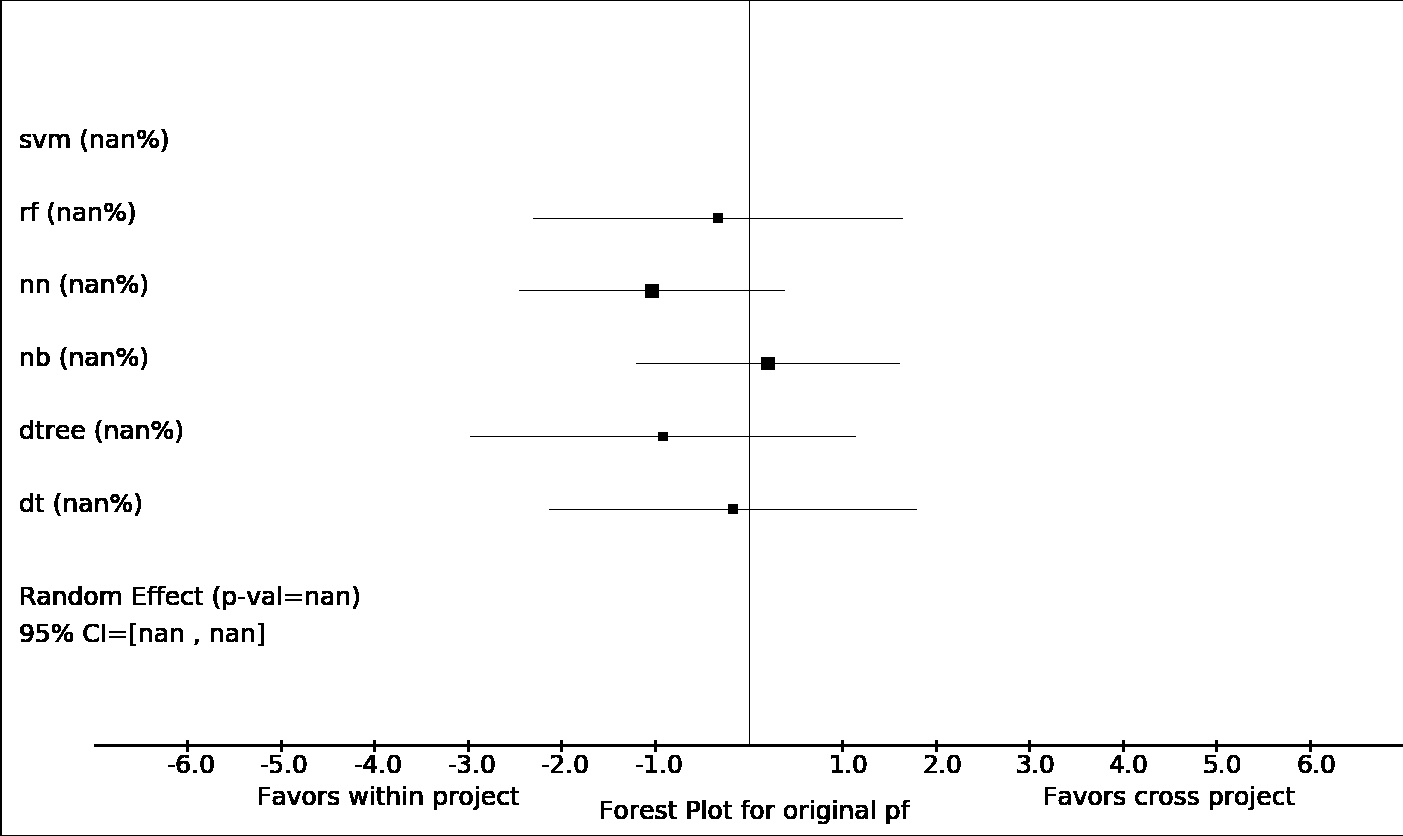 svm (nan%)
rf (nan%)
nn (nan%)
nb (nan%)
dtree (nan%)
dt (nan%)
Random Effect (p-val=nan)
95% CI=[nan , nan]
-6.0 -5.0 -4.0 -3.0 -2.0 -1.0 1.0 2.0 3.0 4.0 5.0 6.0
Favors within project Favors cross project
Forest Plot for original pf